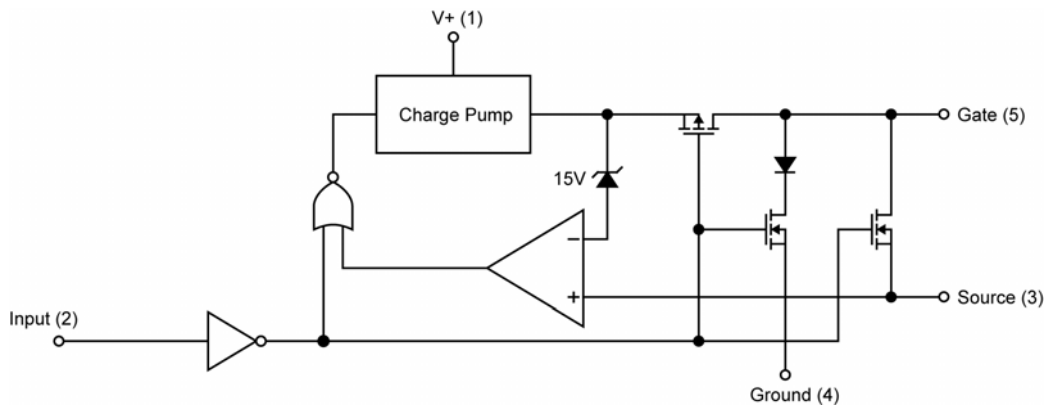 V+ (1)
Charge Pump
Gate (5)
15V
−
+
Source (3)
Input (2)
Ground (4)